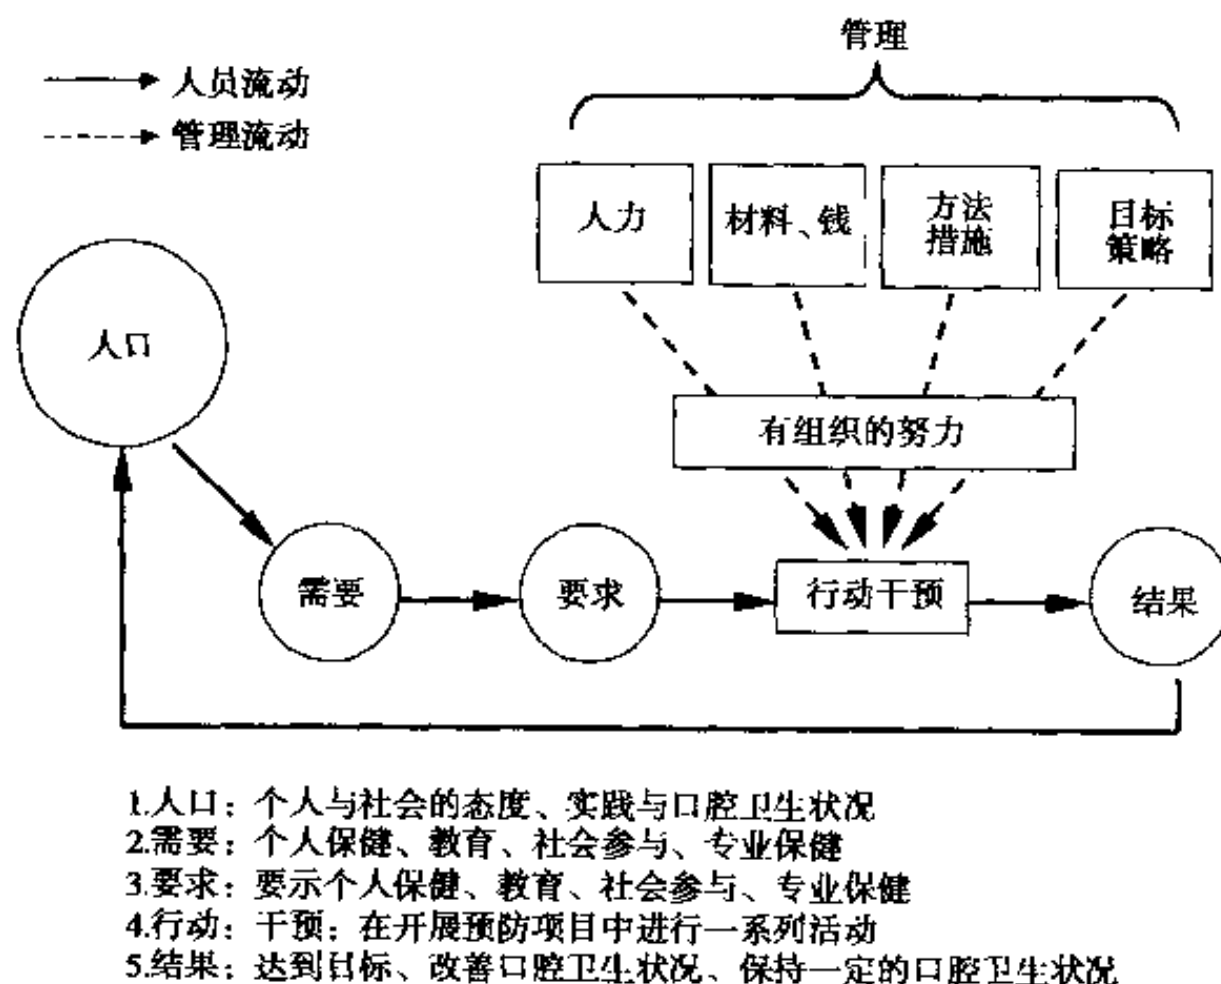 管理
人员流动
管理流动
人力
材料、钱
方法
措施
目标
策略
人口
有组织的努力
需要
要求
行动干预
结果
1.人口：个人与社会的态度、实践与口腔卫生状况
2.需要：个人保健、教育、社会参与、专业保健
3.要求：要示个人保健、教育、社会参与、专业保健
4.行动：干预：在开展预防项目中进行一系列活动
5.结果：达到目标、改善口腔卫生状况、保持一定的口腔卫生状况